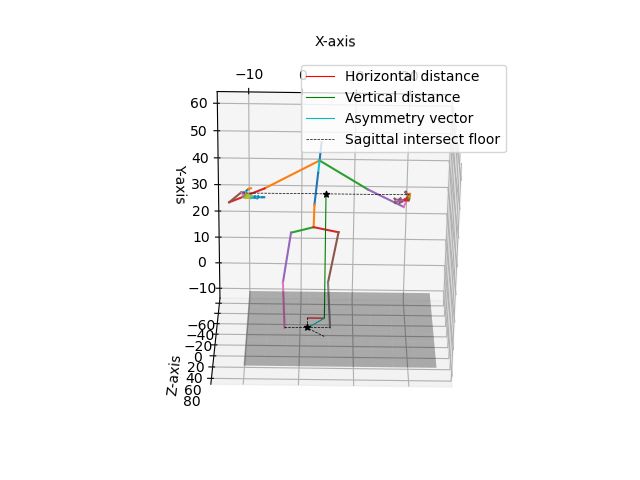 X-axis
−10
0
Horizontal distance
Vertical distance
Asymmetry vector
Sagittal intersect floor
60
50
40
30
20
10
0
−10
Y-axis
−60
−40
−20
0
20
40
60
80
Z-axis